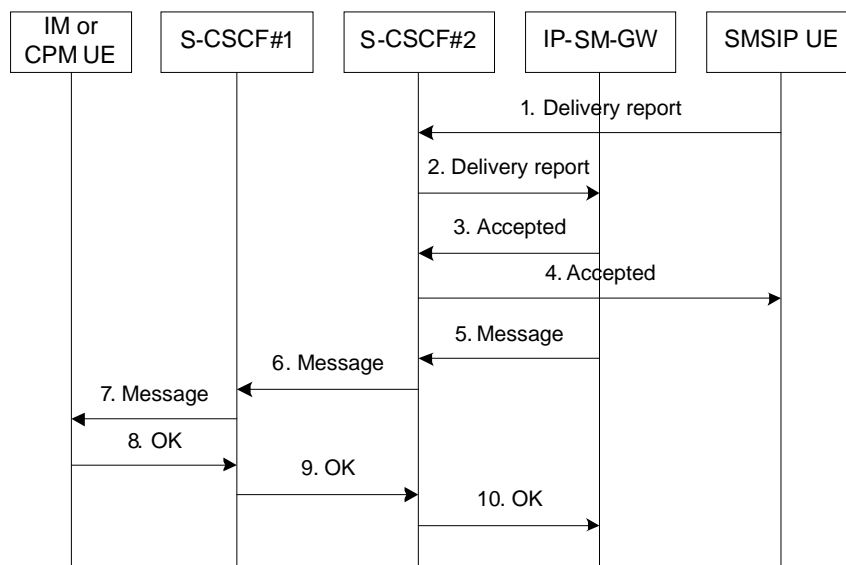 IM or
CPM UE
S-CSCF#1
S-CSCF#2
IP-SM-GW
SMSIP UE
1. Delivery report
2. Delivery report
3. Accepted
4. Accepted
5. Message
6. Message
7. Message
8. OK
9. OK
10. OK